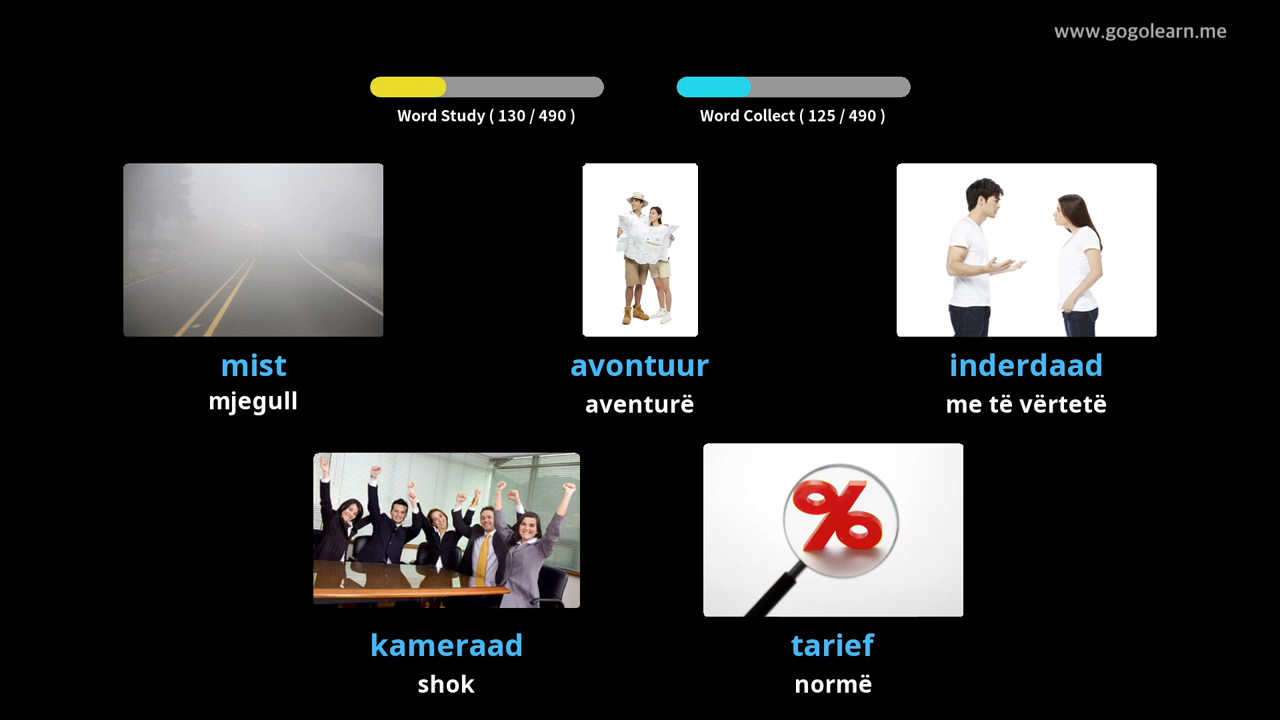 www.gogolearn.me
Word Study ( 130 / 490 )
Word Collect ( 125 / 490 )
mist
mjegull
avontuur
aventurë
inderdaad
me të vërtetë
kameraad
shok
%
tarief
normë